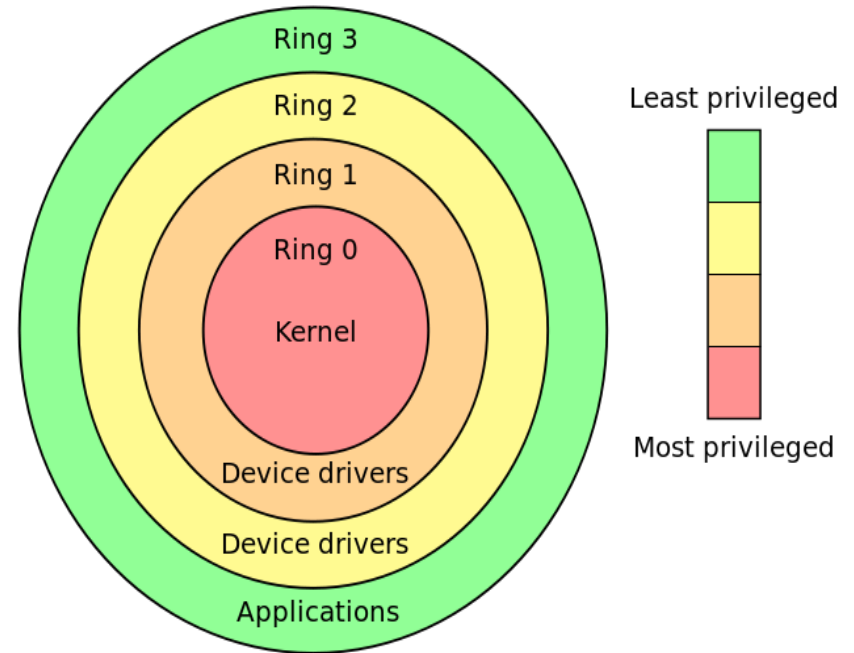 Ring 3
Ring 2
Ring 1
Ring 0
Kernel
Device drivers
Device drivers
Applications
Least privileged
Most privileged